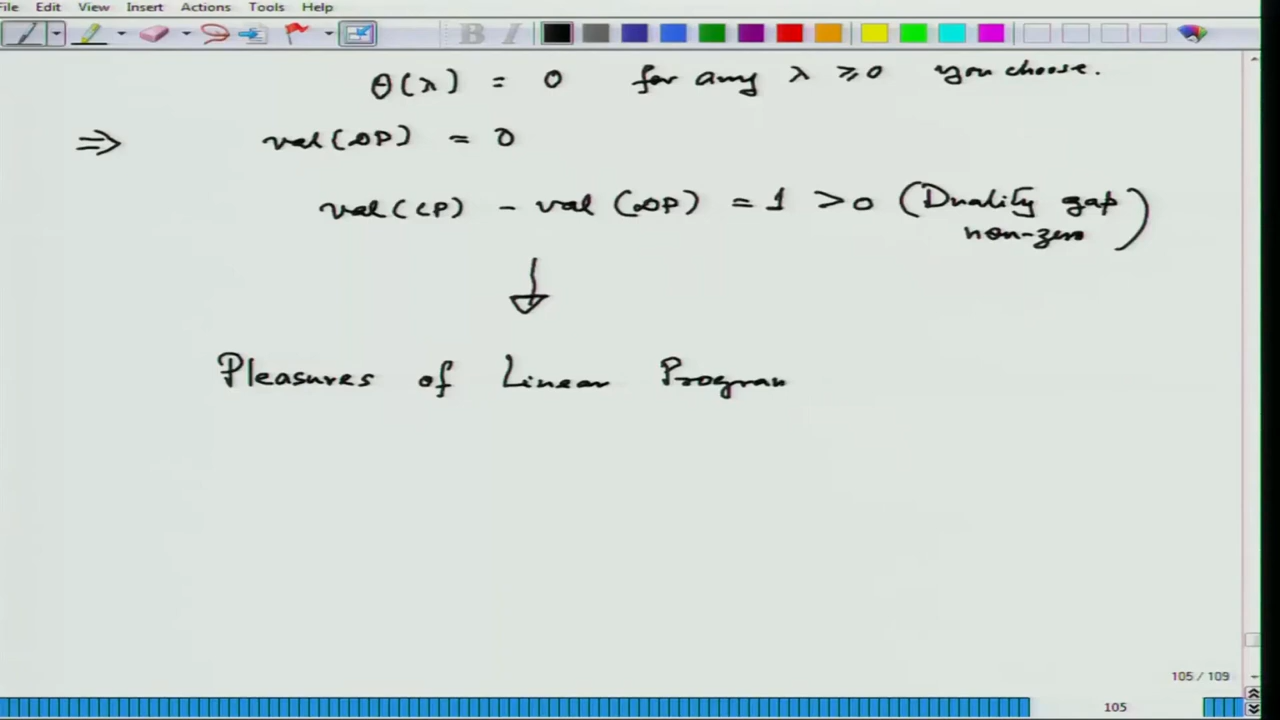 File Edit View Insert Actions Tools Help
B I
θ(λ) = 0 for any λ ≥ 0 you choose.
⇒ val(DP) = 0
val(CP) - val(DP) = 1 > 0 (Duality gap
non-zero)
↓
Pleasures of Linear Program
105 / 109
105